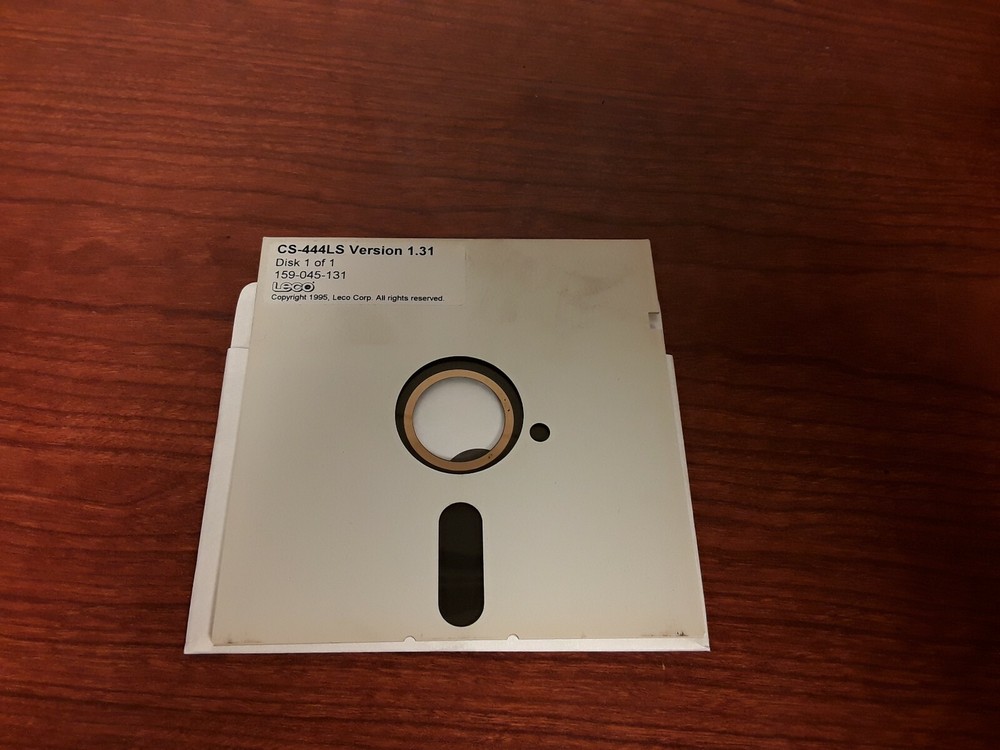 CS-444LS Version 1.31
Disk 1 of 1
159-045-131
LECO
Copyright 1995, Leco Corp. All rights reserved.